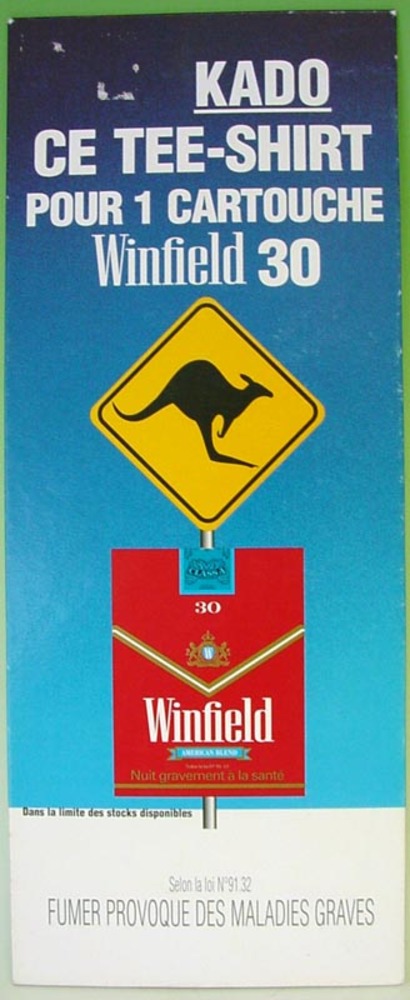 KADO
CE TEE-SHIRT
POUR 1 CARTOUCHE
Winfield 30
CLASSIC
30
W
Winfield
AMERICAN BLEND
Nuit gravement à la santé
Dans la limite des stocks disponibles
Selon la loi N°91.32
FUMER PROVOQUE DES MALADIES GRAVES